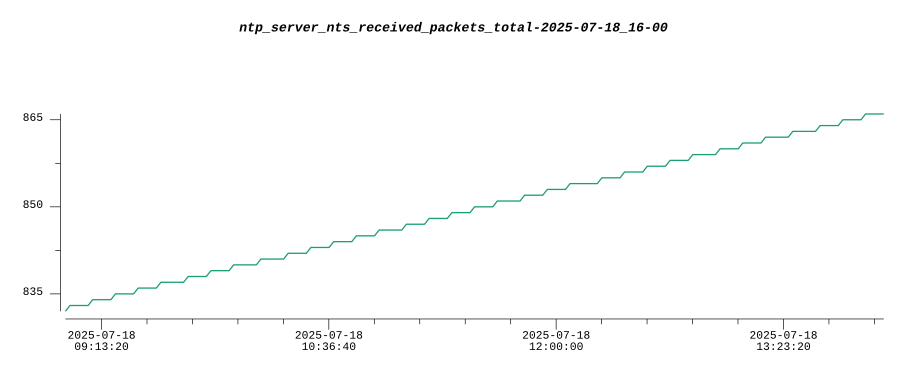 ntp_server_nts_received_packets_total-2025-07-18_16-00
865
850
835
2025-07-18 2025-07-18 2025-07-18 2025-07-18
09:13:20 10:36:40 12:00:00 13:23:20